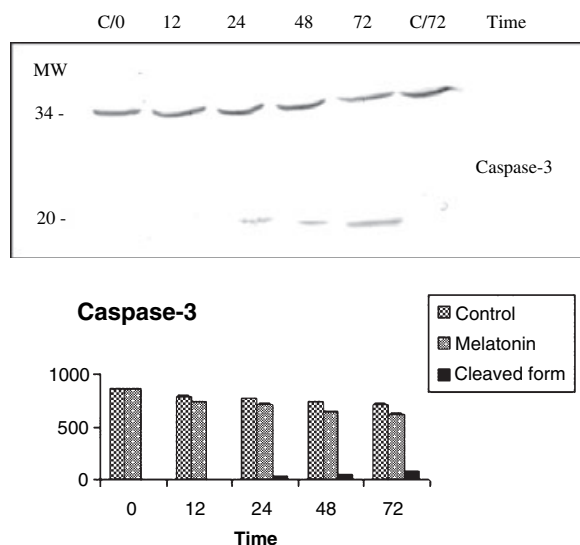 C/0 12 24 48 72 C/72 Time
MW
34 -
Caspase-3
20 -
Caspase-3
Control
Melatonin
Cleaved form
1000
500
0
0 12 24 48 72
Time